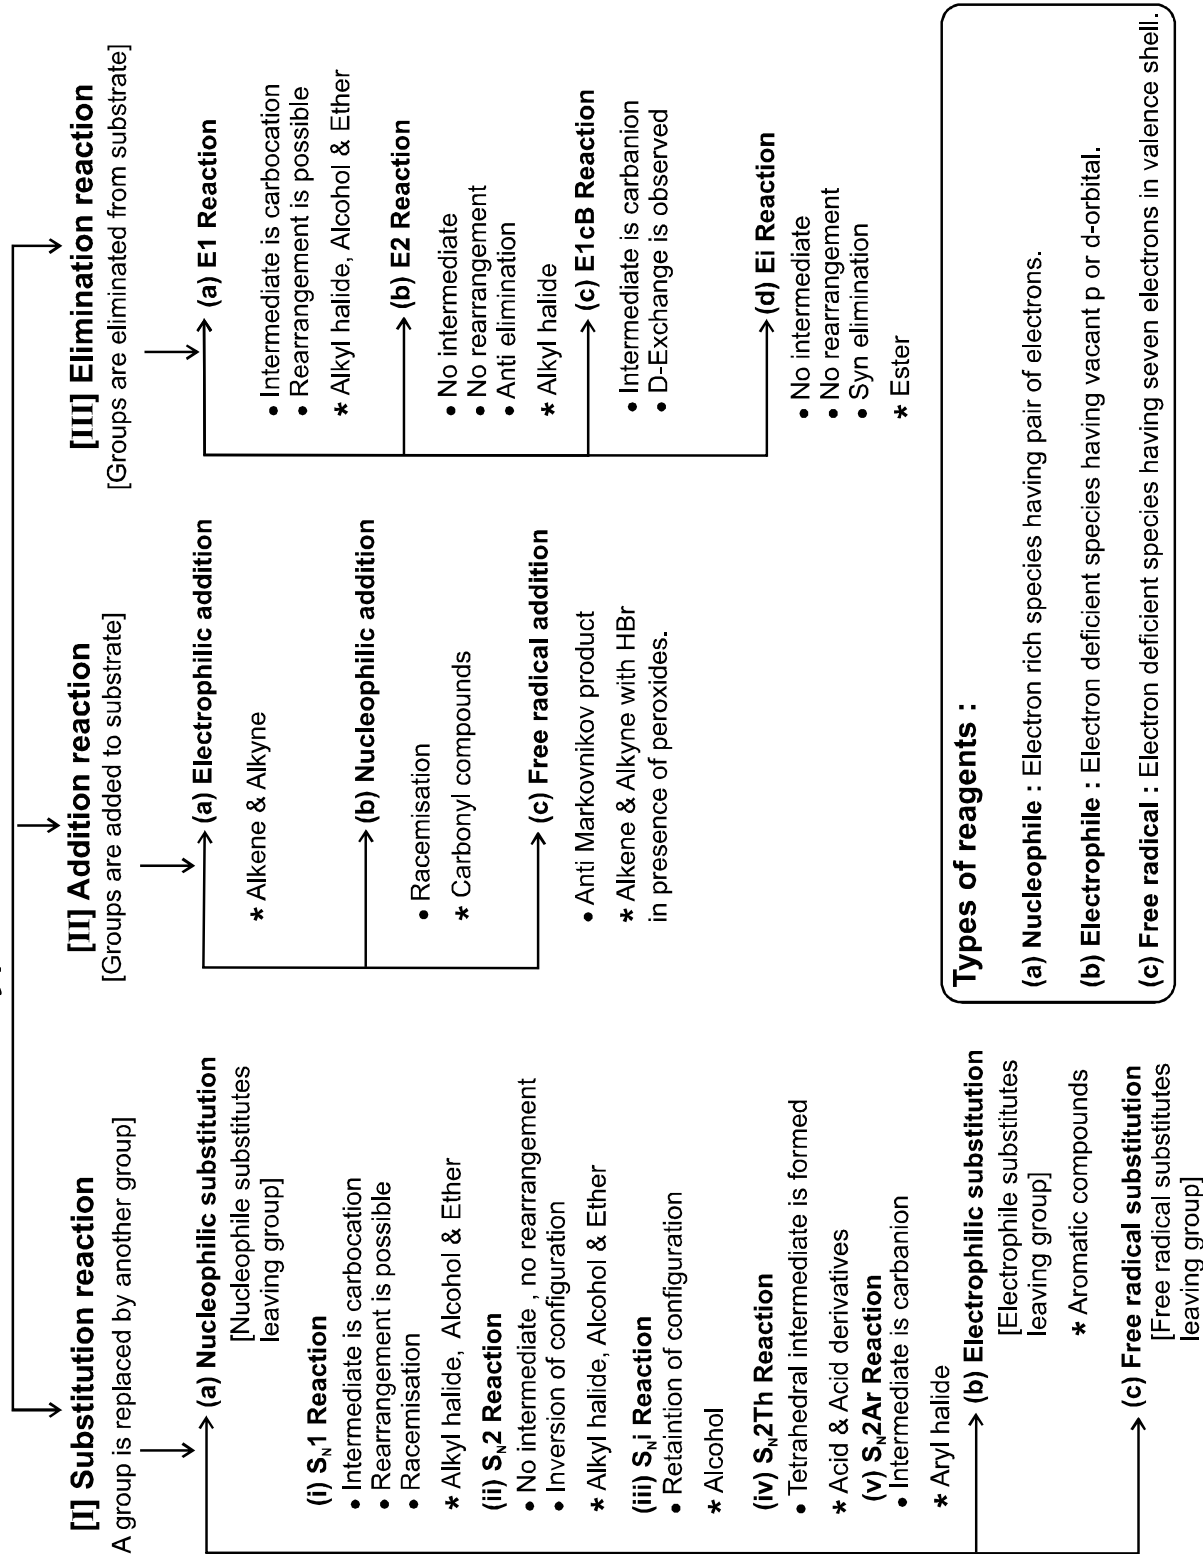 [I] Substitution reaction
A group is replaced by another group]
(a) Nucleophilic substitution
[Nucleophile substitutes
leaving group]
(i) S_N1 Reaction
• Intermediate is carbocation
• Rearrangement is possible
• Racemisation
* Alkyl halide, Alcohol & Ether
(ii) S_N2 Reaction
• No intermediate , no rearrangement
• Inversion of configuration
* Alkyl halide, Alcohol & Ether
(iii) S_Ni Reaction
• Retaintion of configuration
* Alcohol
(iv) S_N2Th Reaction
• Tetrahedral intermediate is formed
* Acid & Acid derivatives
(v) S_N2Ar Reaction
• Intermediate is carbanion
* Aryl halide
(b) Electrophilic substitution
[Electrophile substitutes
leaving group]
* Aromatic compounds
(c) Free radical substitution
[Free radical substitutes
leaving group]
[II] Addition reaction
[Groups are added to substrate]
(a) Electrophilic addition
* Alkene & Alkyne
(b) Nucleophilic addition
• Racemisation
* Carbonyl compounds
(c) Free radical addition
• Anti Markovnikov product
* Alkene & Alkyne with HBr
in presence of peroxides.
[III] Elimination reaction
[Groups are eliminated from substrate]
(a) E1 Reaction
• Intermediate is carbocation
• Rearrangement is possible
* Alkyl halide, Alcohol & Ether
(b) E2 Reaction
• No intermediate
• No rearrangement
• Anti elimination
* Alkyl halide
(c) E1cB Reaction
• Intermediate is carbanion
• D-Exchange is observed
(d) Ei Reaction
• No intermediate
• No rearrangement
• Syn elimination
* Ester
Types of reagents :
(a) Nucleophile : Electron rich species having pair of electrons.
(b) Electrophile : Electron deficient species having vacant p or d-orbital.
(c) Free radical : Electron deficient species having seven electrons in valence shell.